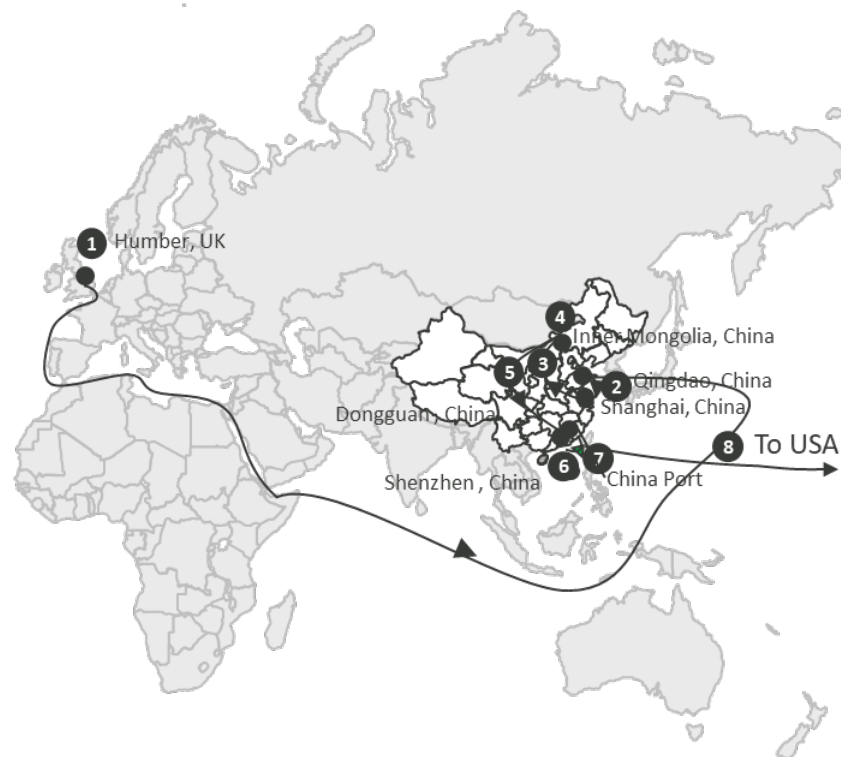 1 Humber, UK
4
Inner Mongolia, China
3
5
2
Qingdao, China
Dongguan, China
Shanghai, China
8 To USA
6
7
Shenzhen , China
China Port